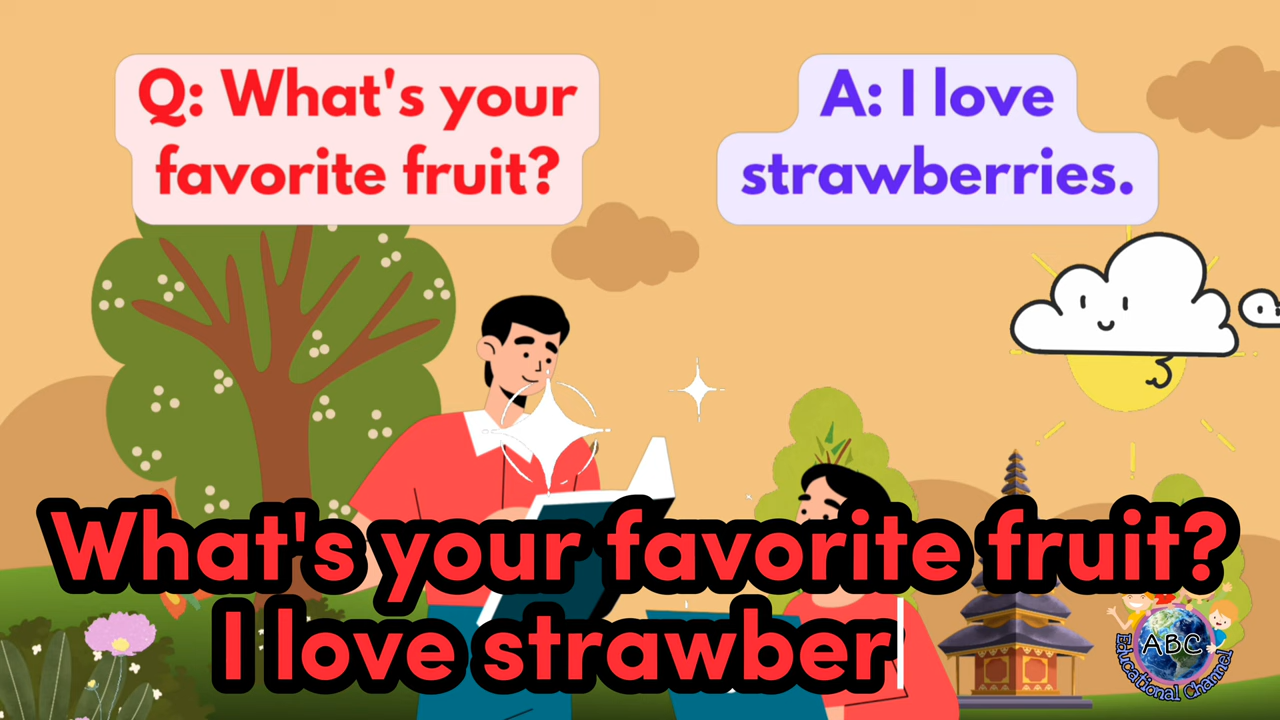 Q: What's your
favorite fruit?
A: I love
strawberries.
What's your favorite fruit?
I love strawber
ABC
Educational Channel